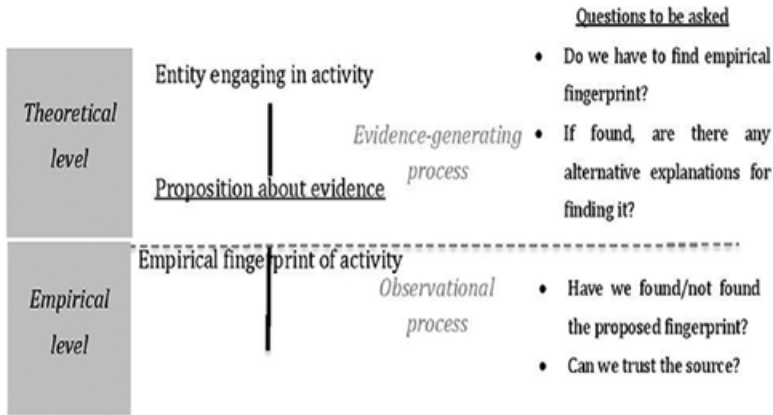 Questions to be asked
Theoretical
level
Entity engaging in activity
Evidence-generating
process
Proposition about evidence
• Do we have to find empirical
fingerprint?
• If found, are there any
alternative explanations for
finding it?
Empirical
level
Empirical fingerprint of activity
Observational
process
• Have we found/not found
the proposed fingerprint?
• Can we trust the source?